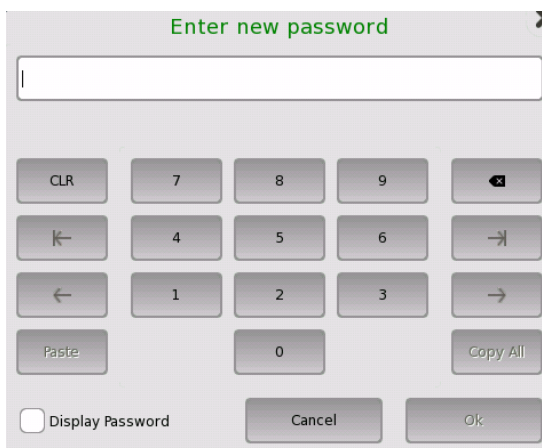 Enter new password
CLR 7 8 9
4 5 6
1 2 3
Paste 0 Copy All
Display Password Cancel Ok